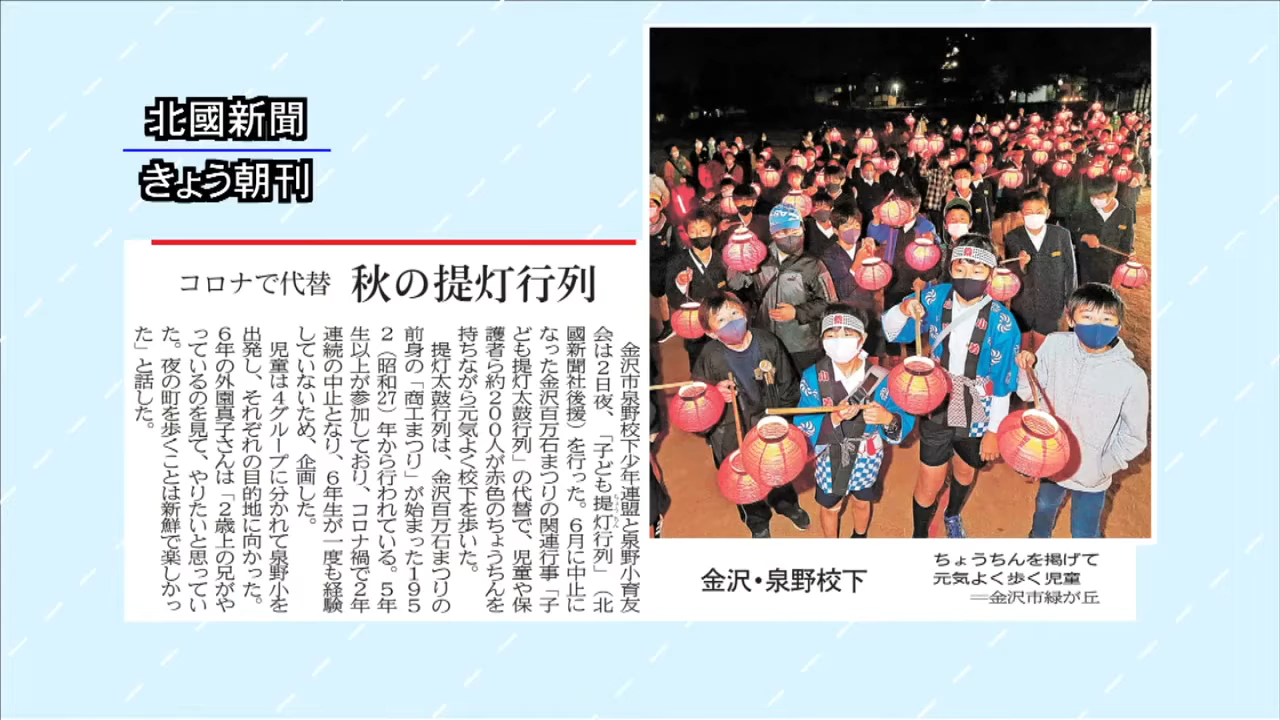 北國新聞
きょう朝刊
コロナで代替 秋の提灯行列
金沢市泉野校下少年連盟と泉野小育友
会は2日夜、「子ども提灯行列」(北
國新聞社後援)を行った。6月に中止に
なった金沢百万石まつりの関連行事「子
ども提灯太鼓行列」の代替で、児童や保
護者ら約200人が赤色のちょうちんを
持ちながら元気よく校下を歩いた。
提灯太鼓行列は、金沢百万石まつりの
前身の「商工まつり」が始まった195
2(昭和27)年から行われている。5年
生以上が参加しており、コロナ禍で2年
連続の中止となり、6年生が一度も経験
していないため、企画した。
児童は4グループに分かれて泉野小を
出発し、それぞれの目的地に向かった。
6年の外園真子さんは「2歳上の兄がや
っているのを見て、やりたいと思ってい
た。夜の町を歩くことは新鮮で楽しかっ
た」と話した。
金沢・泉野校下
ちょうちんを掲げて
元気よく歩く児童
=金沢市緑が丘